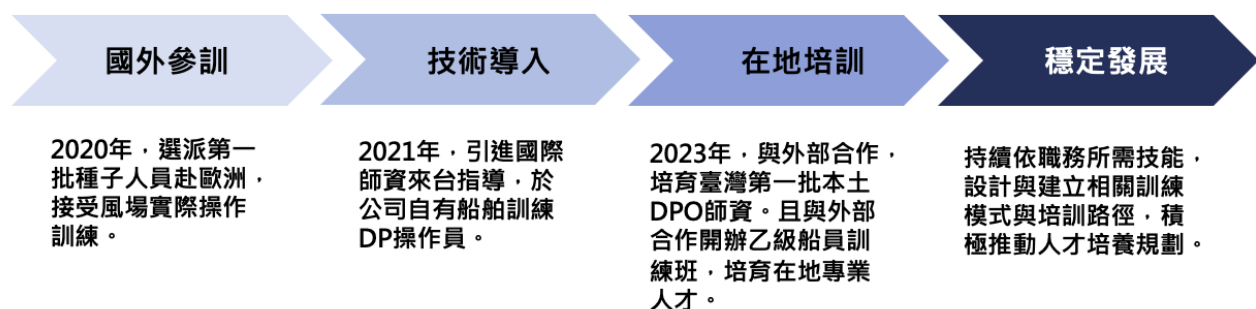 國外參訓
2020年，選派第一
批種子人員赴歐洲，
接受風場實際操作
訓練。
技術導入
2021年，引進國際
師資來台指導，於
公司自有船舶訓練
DP操作員。
在地培訓
2023年，與外部合作，
培育臺灣第一批本土
DPO師資。且與外部
合作開辦乙級船員訓
練班，培育在地專業
人才。
穩定發展
持續依職務所需技能，
設計與建立相關訓練
模式與培訓路徑，積
極推動人才培養規劃。